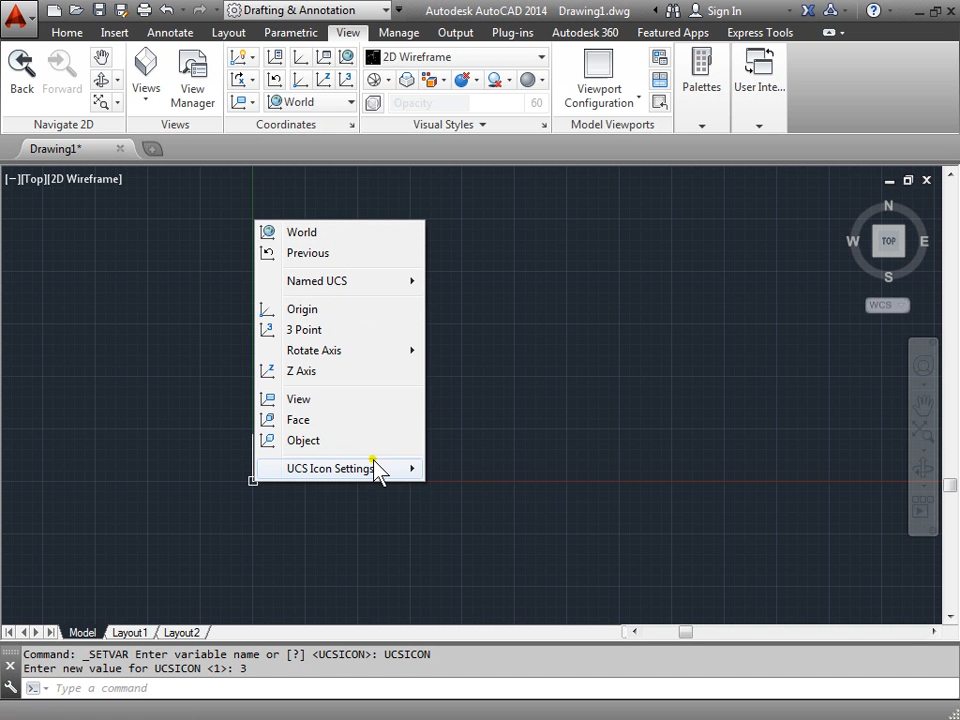 Drafting & Annotation
Autodesk AutoCAD 2014 Drawing1.dwg
Sign In
Home Insert Annotate Layout Parametric View Manage Output Plug-ins Autodesk 360 Featured Apps Express Tools
2D Wireframe
Back Forward Views View Manager
World
Opacity 60
Viewport Configuration
Palettes
User Inte...
Navigate 2D Views Coordinates Visual Styles Model Viewports
Drawing1*
[−][Top][2D Wireframe]
N
W TOP E
S
WCS
World
Previous
Named UCS
Origin
3 Point
Rotate Axis
Z Axis
View
Face
Object
UCS Icon Settings
Model Layout1 Layout2
Command: _SETVAR Enter variable name or [?] <UCSICON>: UCSICON
Enter new value for UCSICON <1>: 3
Type a command